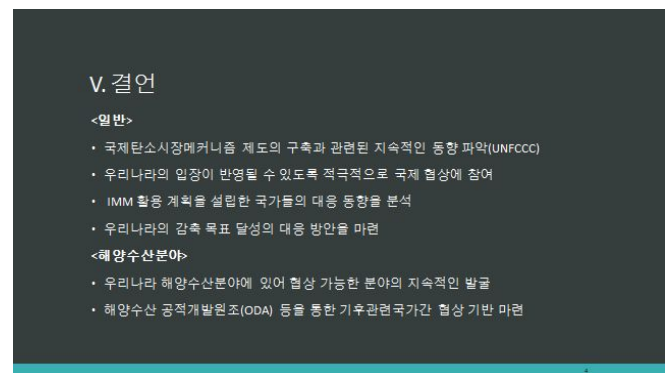 V. 결언
<일반>
• 국제탄소시장메커니즘 제도의 구축과 관련된 지속적인 동향 파악(UNFCCC)
• 우리나라의 입장이 반영될 수 있도록 적극적으로 국제 협상에 참여
• IMM 활용 계획을 설립한 국가들의 대응 동향을 분석
• 우리나라의 감축 목표 달성의 대응 방안을 마련
<해양수산분야>
• 우리나라 해양수산분야에 있어 협상 가능한 분야의 지속적인 발굴
• 해양수산 공적개발원조(ODA) 등을 통한 기후관련국가간 협상 기반 마련